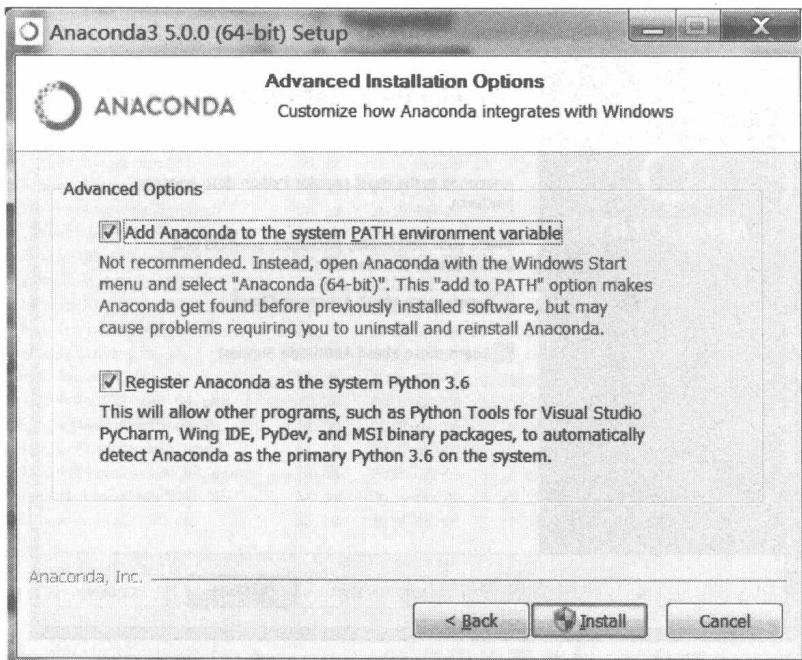 Anaconda3 5.0.0 (64-bit) Setup
ANACONDA
Advanced Installation Options
Customize how Anaconda integrates with Windows
Advanced Options
Add Anaconda to the system PATH environment variable
Not recommended. Instead, open Anaconda with the Windows Start
menu and select "Anaconda (64-bit)". This "add to PATH" option makes
Anaconda get found before previously installed software, but may
cause problems requiring you to uninstall and reinstall Anaconda.
Register Anaconda as the system Python 3.6
This will allow other programs, such as Python Tools for Visual Studio
PyCharm, Wing IDE, PyDev, and MSI binary packages, to automatically
detect Anaconda as the primary Python 3.6 on the system.
Anaconda, Inc.
< Back Install Cancel